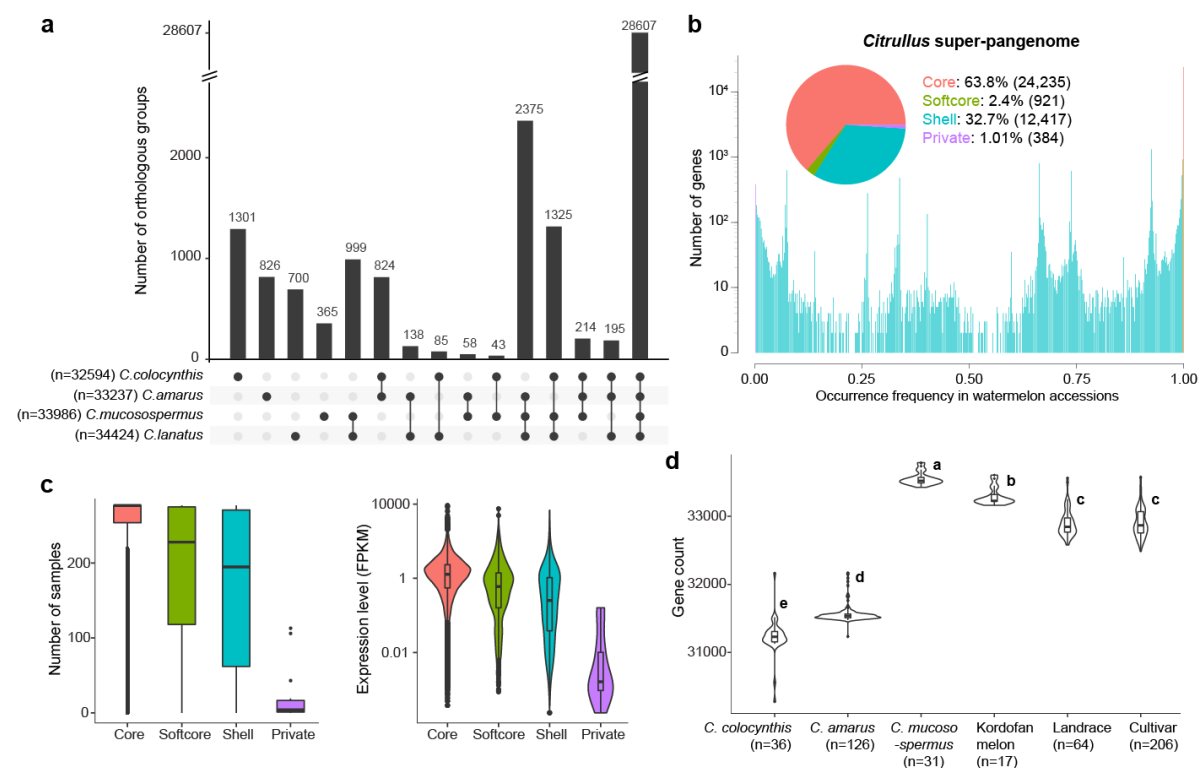 a
28607
28607
Number of orthologous groups
2000
1000
0
1301
826
700
365
999
824
138
85
58
43
2375
1325
214
195
(n=32594) C.colocynthis
(n=33237) C.amarus
(n=33986) C.mucosospermus
(n=34424) C.lanatus
b
Citrullus super-pangenome
Core: 63.8% (24,235)
Softcore: 2.4% (921)
Shell: 32.7% (12,417)
Private: 1.01% (384)
Number of genes
10⁴
10³
10²
10
0
0.00
0.25
0.50
0.75
1.00
Occurrence frequency in watermelon accessions
c
Number of samples
200
100
0
Core
Softcore
Shell
Private
Expression level (FPKM)
10000
1
0.01
Core
Softcore
Shell
Private
d
Gene count
33000
32000
31000
e
d
a
b
c
c
C. colocynthis
(n=36)
C. amarus
(n=126)
C. mucoso
-spermus
(n=31)
Kordofan
melon
(n=17)
Landrace
(n=64)
Cultivar
(n=206)